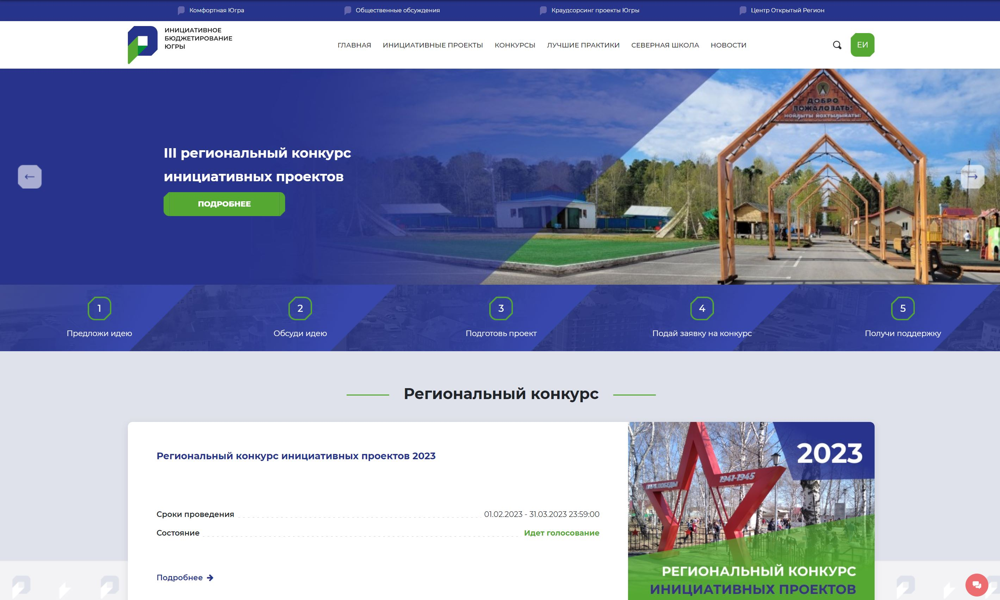 Комфортная Югра
Общественные обсуждения
Краудсорсинг проекты Югры
Центр Открытый Регион
ИНИЦИАТИВНОЕ
БЮДЖЕТИРОВАНИЕ
ЮГРЫ
ГЛАВНАЯ
ИНИЦИАТИВНЫЕ ПРОЕКТЫ
КОНКУРСЫ
ЛУЧШИЕ ПРАКТИКИ
СЕВЕРНАЯ ШКОЛА
НОВОСТИ
ЕИ
ДОБРО
ПОЖАЛОВАТЬ!
III региональный конкурс
инициативных проектов
ПОДРОБНЕЕ
1
Предложи идею
2
Обсуди идею
3
Подготовь проект
4
Подай заявку на конкурс
5
Получи поддержку
Региональный конкурс
Региональный конкурс инициативных проектов 2023
Сроки проведения 01.02.2023 - 31.03.2023 23:59:00
Состояние Идет голосование
Подробнее
2023
ПАРК ПОБЕДЫ
1941-1945
РЕГИОНАЛЬНЫЙ КОНКУРС
ИНИЦИАТИВНЫХ ПРОЕКТОВ